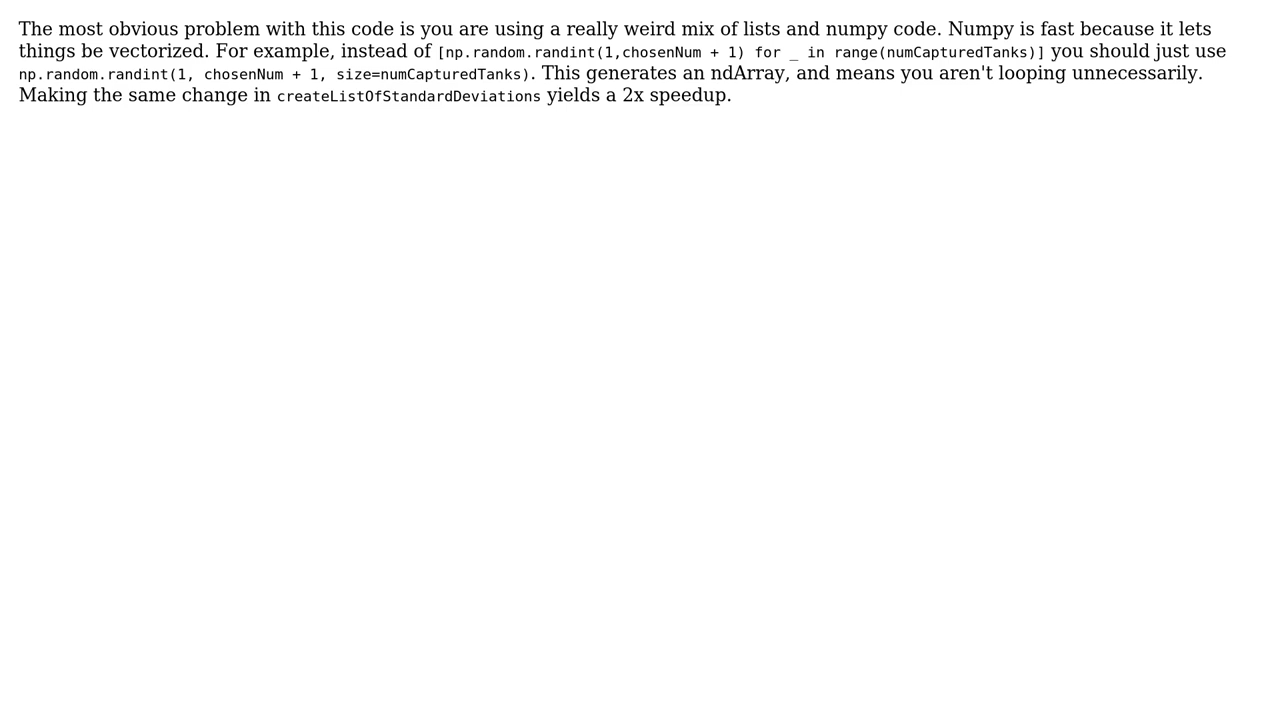 The most obvious problem with this code is you are using a really weird mix of lists and numpy code. Numpy is fast because it lets
things be vectorized. For example, instead of [np.random.randint(1,chosenNum + 1) for _ in range(numCapturedTanks)] you should just use
np.random.randint(1, chosenNum + 1, size=numCapturedTanks). This generates an ndArray, and means you aren't looping unnecessarily.
Making the same change in createListOfStandardDeviations yields a 2x speedup.